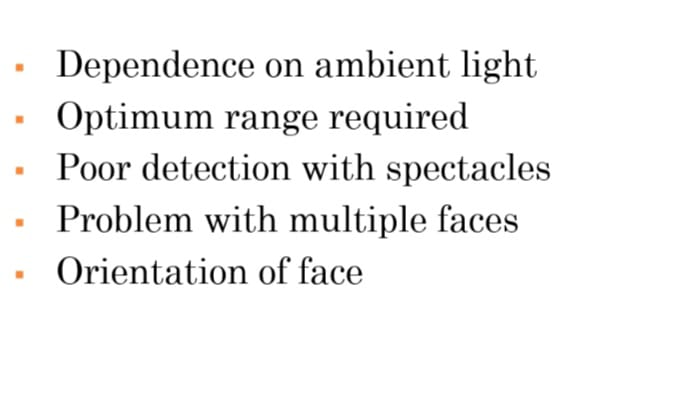 ▪ Dependence on ambient light
▪ Optimum range required
▪ Poor detection with spectacles
▪ Problem with multiple faces
▪ Orientation of face